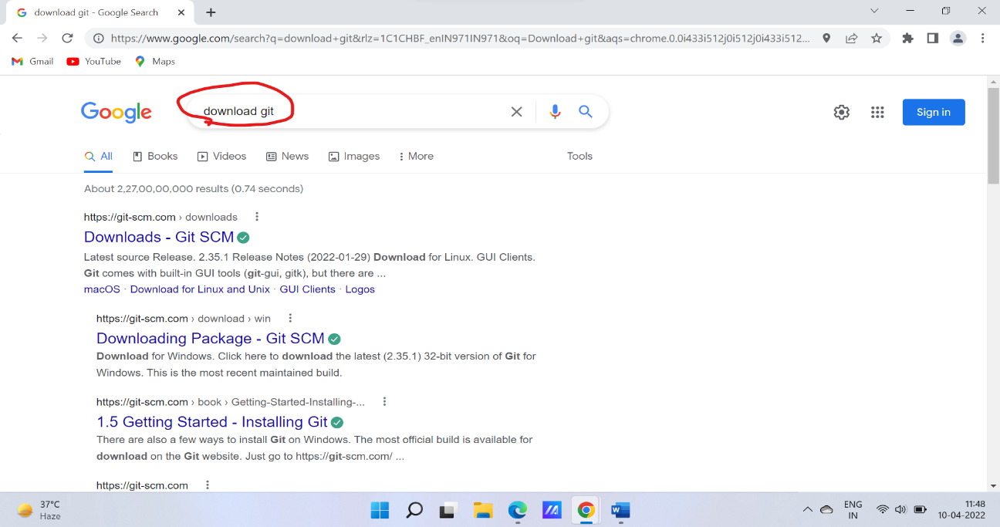 download git - Google Search
https://www.google.com/search?q=download+git&rlz=1C1CHBF_enIN971IN971&oq=Download+git&aqs=chrome.0.0i433i512j0i512j0i433i512...
Gmail YouTube Maps
Google download git Sign in
All Books Videos News Images More Tools
About 2,27,00,00,000 results (0.74 seconds)
https://git-scm.com › downloads
Downloads - Git SCM
Latest source Release. 2.35.1 Release Notes (2022-01-29) Download for Linux. GUI Clients.
Git comes with built-in GUI tools (git-gui, gitk), but there are ...
macOS · Download for Linux and Unix · GUI Clients · Logos
https://git-scm.com › download › win
Downloading Package - Git SCM
Download for Windows. Click here to download the latest (2.35.1) 32-bit version of Git for
Windows. This is the most recent maintained build.
https://git-scm.com › book › Getting-Started-Installing-...
1.5 Getting Started - Installing Git
There are also a few ways to install Git on Windows. The most official build is available for
download on the Git website. Just go to https://git-scm.com/ ...
https://git-scm.com
37°C ENG 11:48
Haze IN 10-04-2022